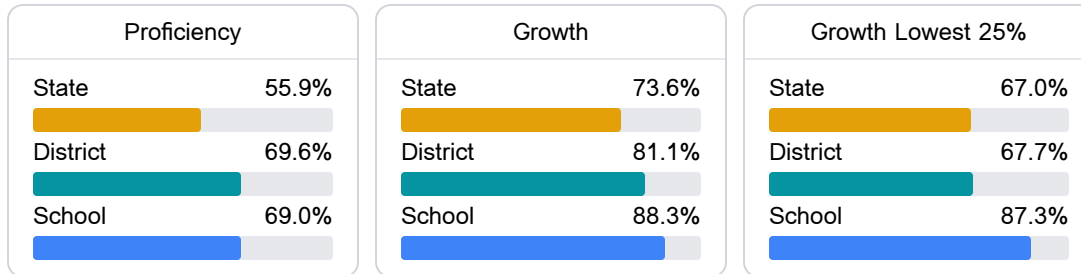 Proficiency
State 55.9%
District 69.6%
School 69.0%
Growth
State 73.6%
District 81.1%
School 88.3%
Growth Lowest 25%
State 67.0%
District 67.7%
School 87.3%